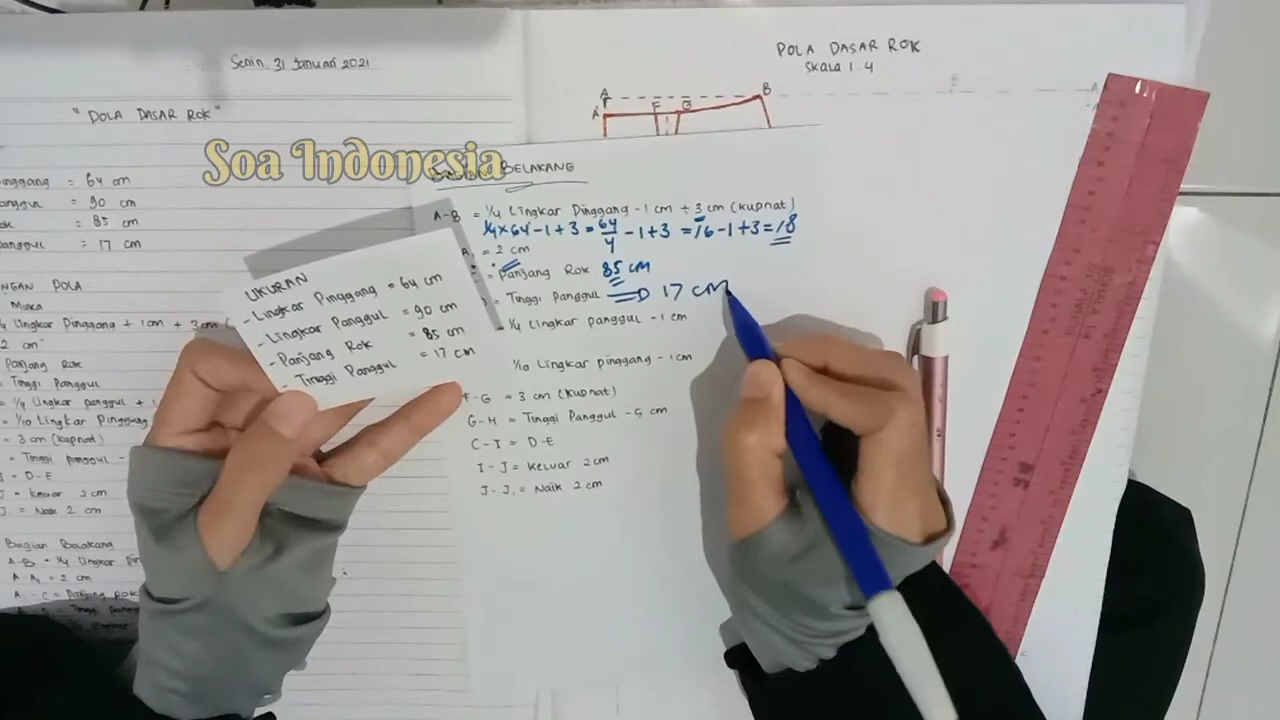 Senin, 31 Januari 2021
"POLA DASAR ROK"
= 64 cm
= 90 cm
= 85 cm
= 17 cm
POLA
Muka
Lingkar Pinggang + 1 cm + 3 cm
2 cm
Panjang Rok
= Tinggi Panggul
= 1/4 Lingkar Panggul + 1
= 1/10 Lingkar Pinggang
= 3 cm (kupnat)
= Tinggi Panggul -
= D-E
= Keluar 2 cm
= Naik 2 cm
Bagian Belakang
A-B = 1/4 Lingkar
A-A1 = 2 cm
A-C = Panjang Rok
POLA DASAR ROK
Skala 1:4
A
B
A'
F
G
B
A
Soa Indonesia
BELAKANG
A-B = 1/4 Lingkar Pinggang - 1 cm + 3 cm (kupnat)
1/4 x 64 - 1 + 3 = 64/4 - 1 + 3 = 16 - 1 + 3 = 18
= 2 cm
= Panjang Rok 85 cm
= Tinggi Panggul => 17 cm
1/4 Lingkar panggul - 1 cm
1/10 Lingkar pinggang - 1 cm
F-G = 3 cm (kupnat)
G-H = Tinggi Panggul - 5 cm
C-I = D-E
I-J = Keluar 2 cm
J-J1 = Naik 2 cm
UKURAN
- Lingkar Pinggang = 64 cm
- Lingkar Panggul = 90 cm
- Panjang Rok = 85 cm
- Tinggi Panggul = 17 cm